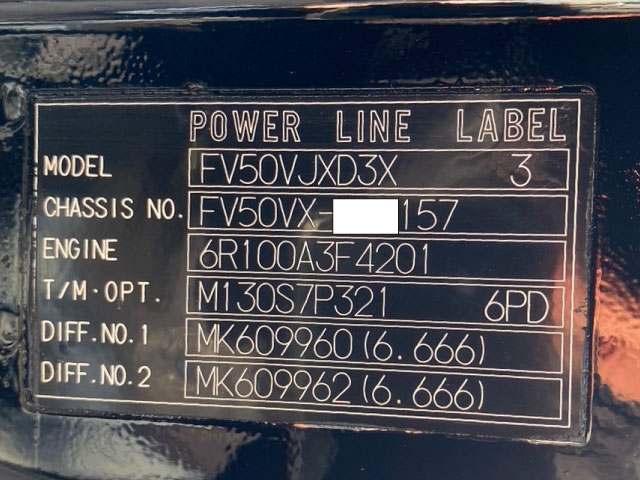 POWER LINE LABEL
MODEL FV50VJXD3X 3
CHASSIS NO. FV50VX- 157
ENGINE 6R100A3F4201
T/M·OPT. M130S7P321 6PD
DIFF.NO.1 MK609960(6.666)
DIFF.NO.2 MK609962(6.666)